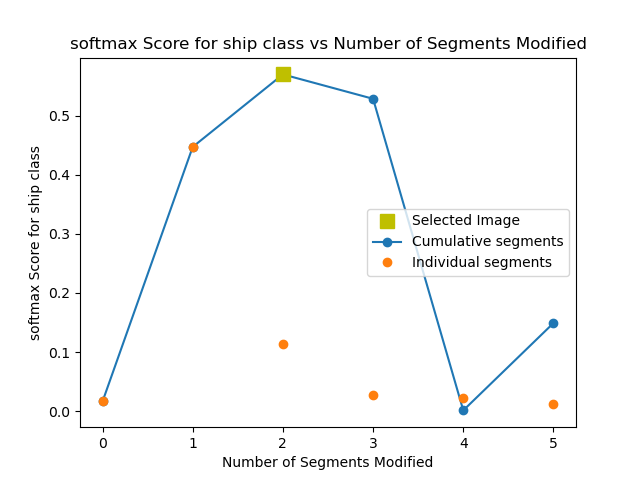 softmax Score for ship class vs Number of Segments Modified
softmax Score for ship class
0.5
0.4
0.3
0.2
0.1
0.0
Selected Image
Cumulative segments
Individual segments
0 1 2 3 4 5
Number of Segments Modified